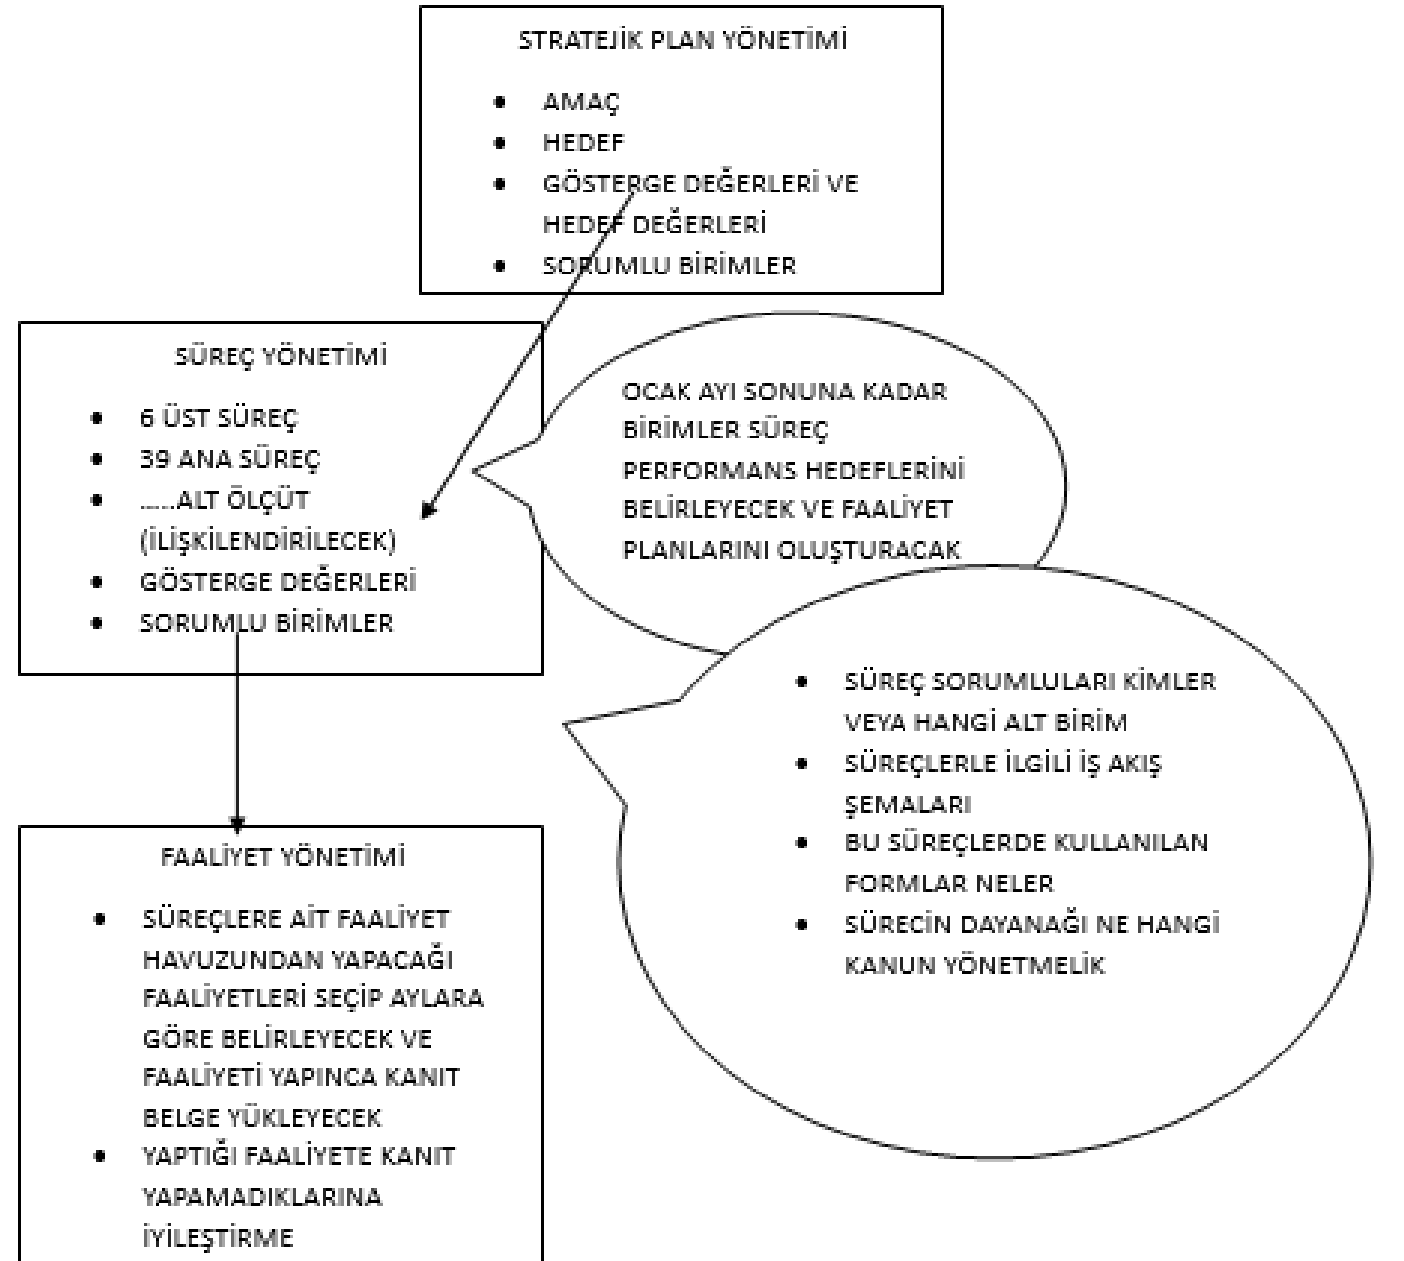 STRATEJİK PLAN YÖNETİMİ
• AMAÇ
• HEDEF
• GÖSTERGE DEĞERLERİ VE
HEDEF DEĞERLERİ
• SORUMLU BİRİMLER
SÜREÇ YÖNETİMİ
• 6 ÜST SÜREÇ
• 39 ANA SÜREÇ
• ……ALT ÖLÇÜT
(İLİŞKİLENDİRİLECEK)
• GÖSTERGE DEĞERLERİ
• SORUMLU BİRİMLER
OCAK AYI SONUNA KADAR
BİRİMLER SÜREÇ
PERFORMANS HEDEFLERİNİ
BELİRLEYECEK VE FAALİYET
PLANLARINI OLUŞTURACAK
• SÜREÇ SORUMLULARI KİMLER
VEYA HANGİ ALT BİRİM
• SÜREÇLERLE İLGİLİ İŞ AKIŞ
ŞEMALARI
• BU SÜREÇLERDE KULLANILAN
FORMLAR NELER
• SÜRECİN DAYANAĞI NE HANGİ
KANUN YÖNETMELİK
FAALİYET YÖNETİMİ
• SÜREÇLERE AİT FAALİYET
HAVUZUNDAN YAPACAĞI
FAALİYETLERİ SEÇİP AYLARA
GÖRE BELİRLEYECEK VE
FAALİYETİ YAPINCA KANIT
BELGE YÜKLEYECEK
• YAPTIĞI FAALİYETE KANIT
YAPAMADIKLARINA
İYİLEŞTİRME